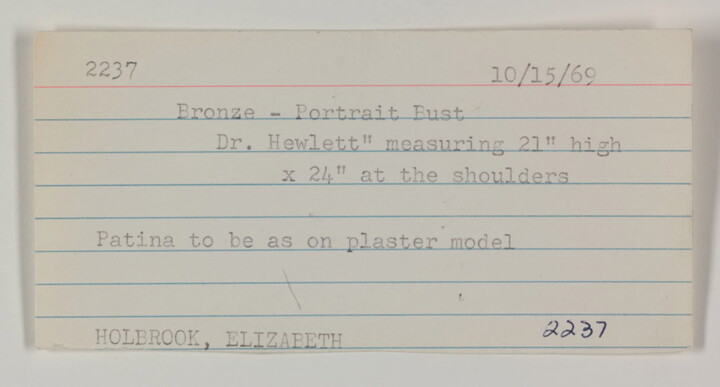 2237 10/15/69
Bronze - Portrait Bust
Dr. Hewlett" measuring 21" high
x 24" at the shoulders
Patina to be as on plaster model
HOLBROOK, ELIZABETH 2237